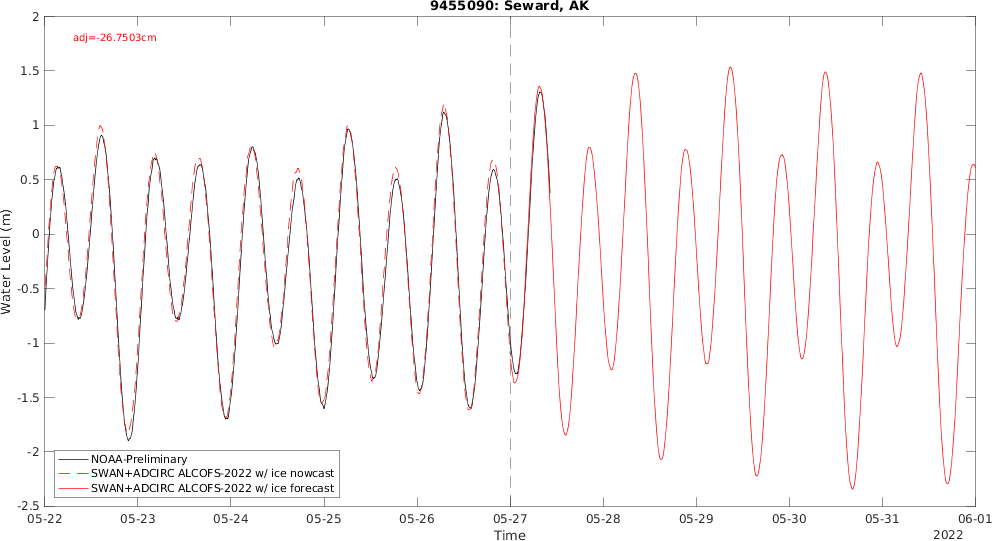 9455090: Seward, AK
adj=-26.7503cm
2
1.5
1
0.5
0
-0.5
-1
-1.5
-2
-2.5
Water Level (m)
NOAA-Preliminary
SWAN+ADCIRC ALCOFS-2022 w/ ice nowcast
SWAN+ADCIRC ALCOFS-2022 w/ ice forecast
05-22 05-23 05-24 05-25 05-26 05-27 05-28 05-29 05-30 05-31 06-01
Time
2022